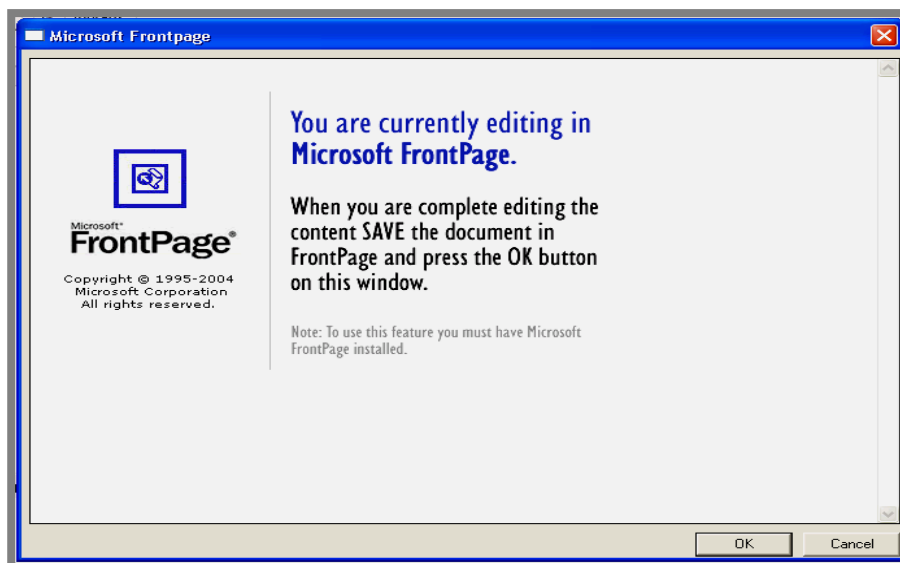 Microsoft Frontpage
You are currently editing in
Microsoft FrontPage.
When you are complete editing the
content SAVE the document in
FrontPage and press the OK button
on this window.
Note: To use this feature you must have Microsoft
FrontPage installed.
Microsoft
FrontPage®
Copyright © 1995-2004
Microsoft Corporation
All rights reserved.
OK
Cancel